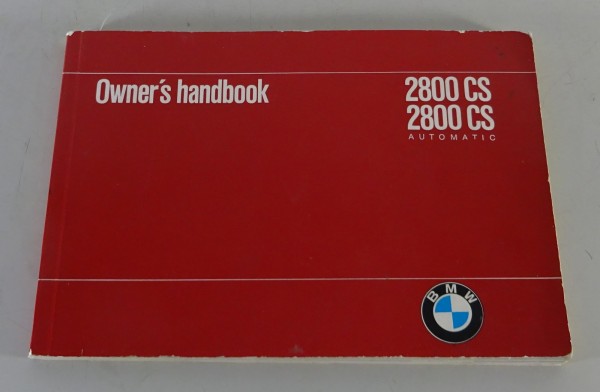 Owner's handbook
2800 CS
2800 CS
AUTOMATIC
BMW